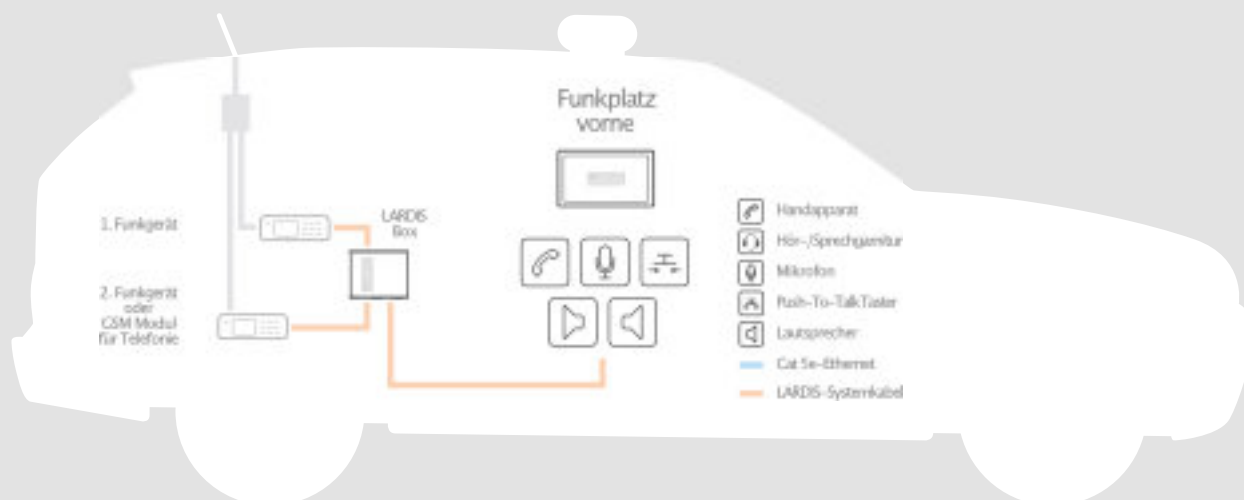 Funkplatz
vorne
1. Funkgerät
LARDIS
Box
2. Funkgerät
oder
GSM Modul
für Telefonie
Handapparat
Hör-/Sprechgarnitur
Mikrofon
Push-To-Talk Taster
Lautsprecher
Cat 5e-Ethernet
LARDIS-Systemkabel